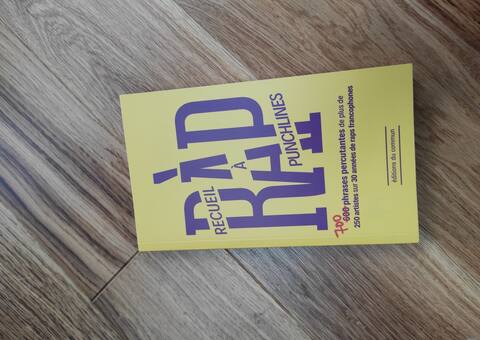 RÀP
RECUEIL
À
PUNCHLINES
700
600 phrases percutantes de plus de
250 artistes sur 30 années de raps francophones
éditions du commun